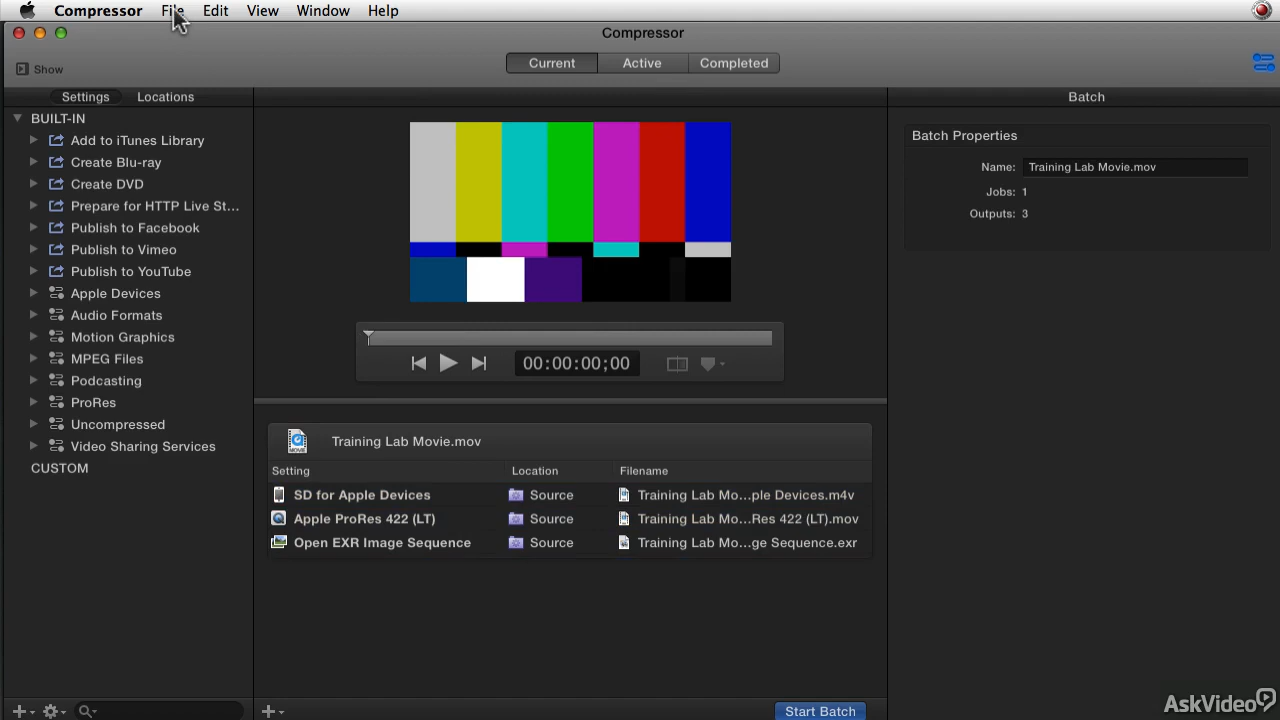 Compressor File Edit View Window Help
Compressor
Show
Current Active Completed
Settings Locations
Batch
BUILT-IN
Add to iTunes Library
Create Blu-ray
Create DVD
Prepare for HTTP Live St...
Publish to Facebook
Publish to Vimeo
Publish to YouTube
Apple Devices
Audio Formats
Motion Graphics
MPEG Files
Podcasting
ProRes
Uncompressed
Video Sharing Services
CUSTOM
00:00:00;00
Training Lab Movie.mov
Setting Location Filename
SD for Apple Devices Source Training Lab Mo...ple Devices.m4v
Apple ProRes 422 (LT) Source Training Lab Mo...Res 422 (LT).mov
Open EXR Image Sequence Source Training Lab Mo...ge Sequence.exr
Start Batch
Batch Properties
Name: Training Lab Movie.mov
Jobs: 1
Outputs: 3
AskVideo